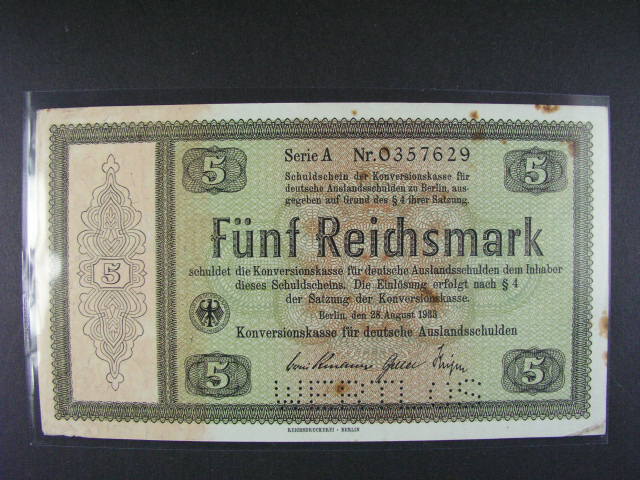 5 Serie A Nr. 0357629 5
Schuldschein der Konversionskasse für
deutsche Auslandsschulden zu Berlin, aus-
gegeben auf Grund des § 4 ihrer Satzung.
Fünf Reichsmark
schuldet die Konversionskasse für deutsche Auslandsschulden dem Inhaber
5
dieses Schuldscheins. Die Einlösung erfolgt nach § 4
der Satzung der Konversionskasse.
Berlin, den 28. August 1933
Konversionskasse für deutsche Auslandsschulden
5 5
WERTLOS
REICHSDRUCKEREI · BERLIN